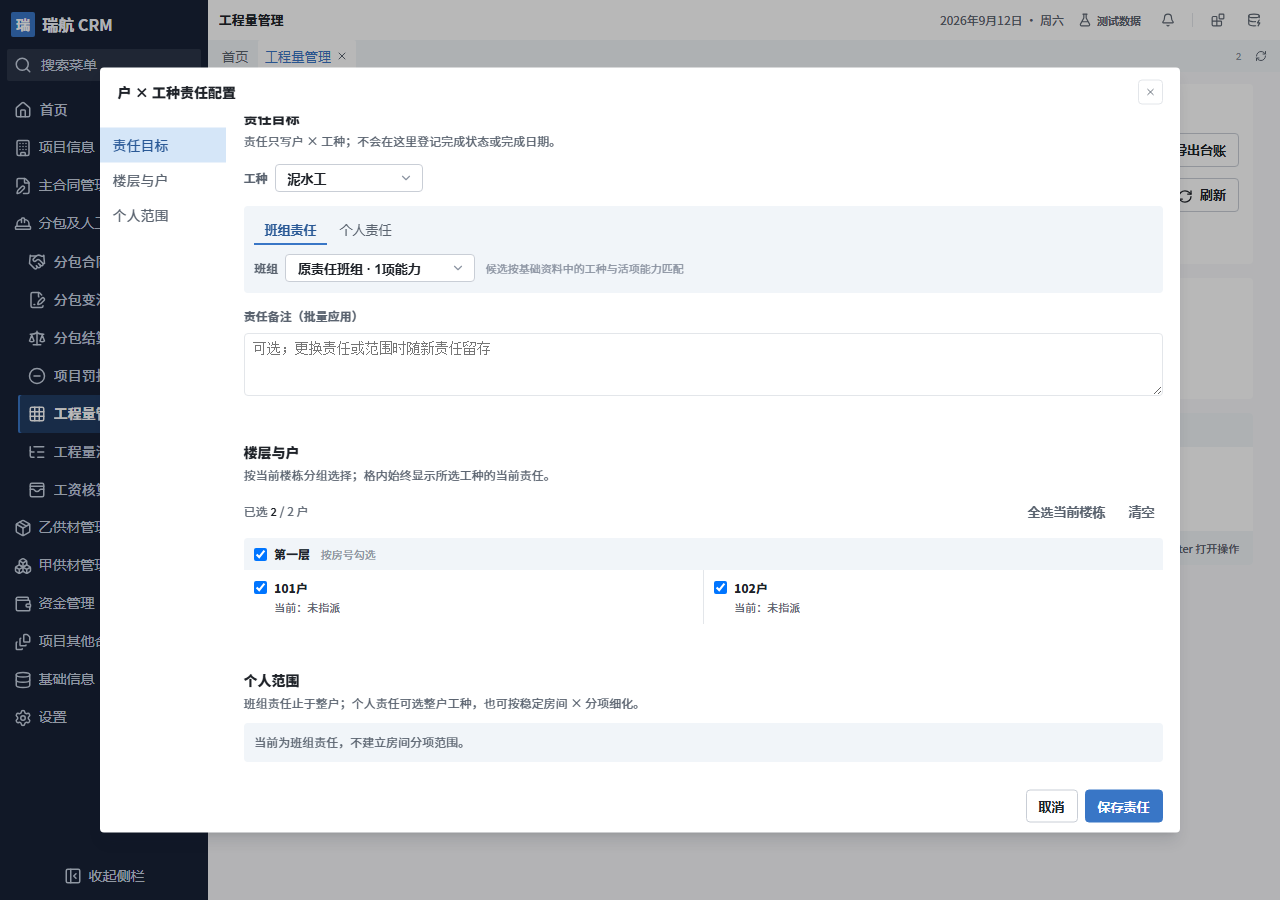 瑞 瑞航 CRM
搜索菜单
首页
项目信息
主合同管
分包及人工
分包合同
分包变
分包结算
项目罚
工程量管
工程量
工资核算
乙供材管理
甲供材管理
资金管理
项目其他合
基础信息
设置
收起侧栏
工程量管理
2026年9月12日 · 周六 测试数据
首页 工程量管理 ×
2
导出台账
刷新
ter 打开操作
户 × 工种责任配置
责任目标
楼层与户
个人范围
责任目标
责任只写户 × 工种；不会在这里登记完成状态或完成日期。
工种 泥水工
班组责任 个人责任
班组 原责任班组 · 1项能力 候选按基础资料中的工种与活项能力匹配
责任备注（批量应用）
可选；更换责任或范围时随新责任留存
楼层与户
按当前楼栋分组选择；格内始终显示所选工种的当前责任。
已选 2 / 2 户 全选当前楼栋 清空
第一层 按房号勾选
101户 102户
当前：未指派 当前：未指派
个人范围
班组责任止于整户；个人责任可选整户工种，也可按稳定房间 × 分项细化。
当前为班组责任，不建立房间分项范围。
取消 保存责任